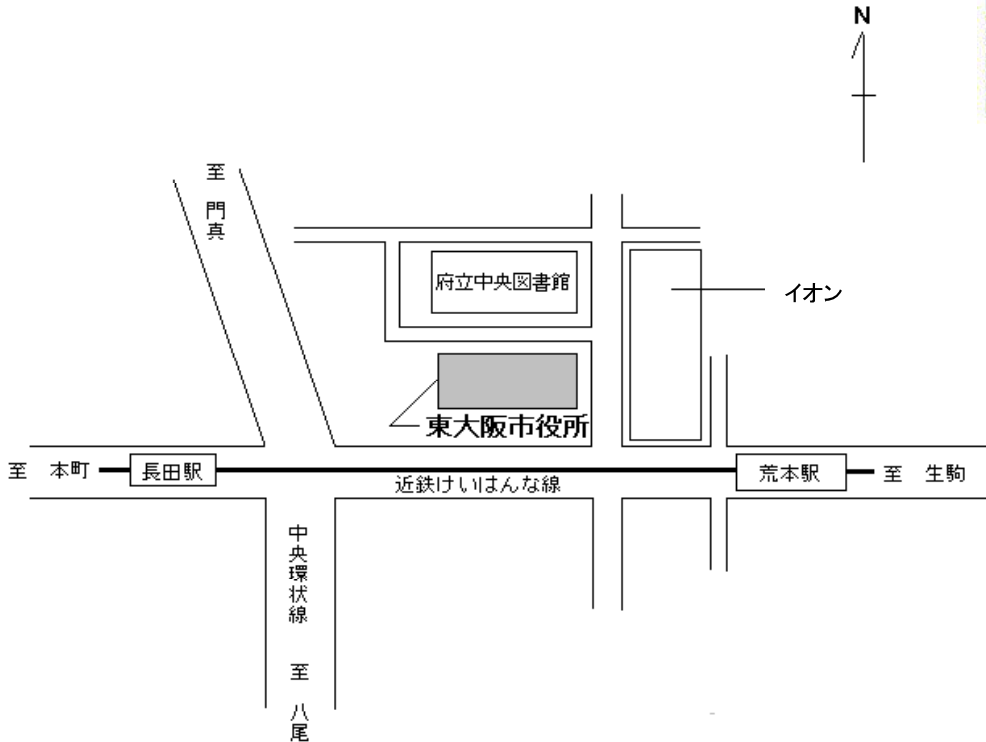 N
至 門真
府立中央図書館
イオン
東大阪市役所
至 本町
長田駅
近鉄けいはんな線
荒本駅
至 生駒
中央環状線 至 八尾